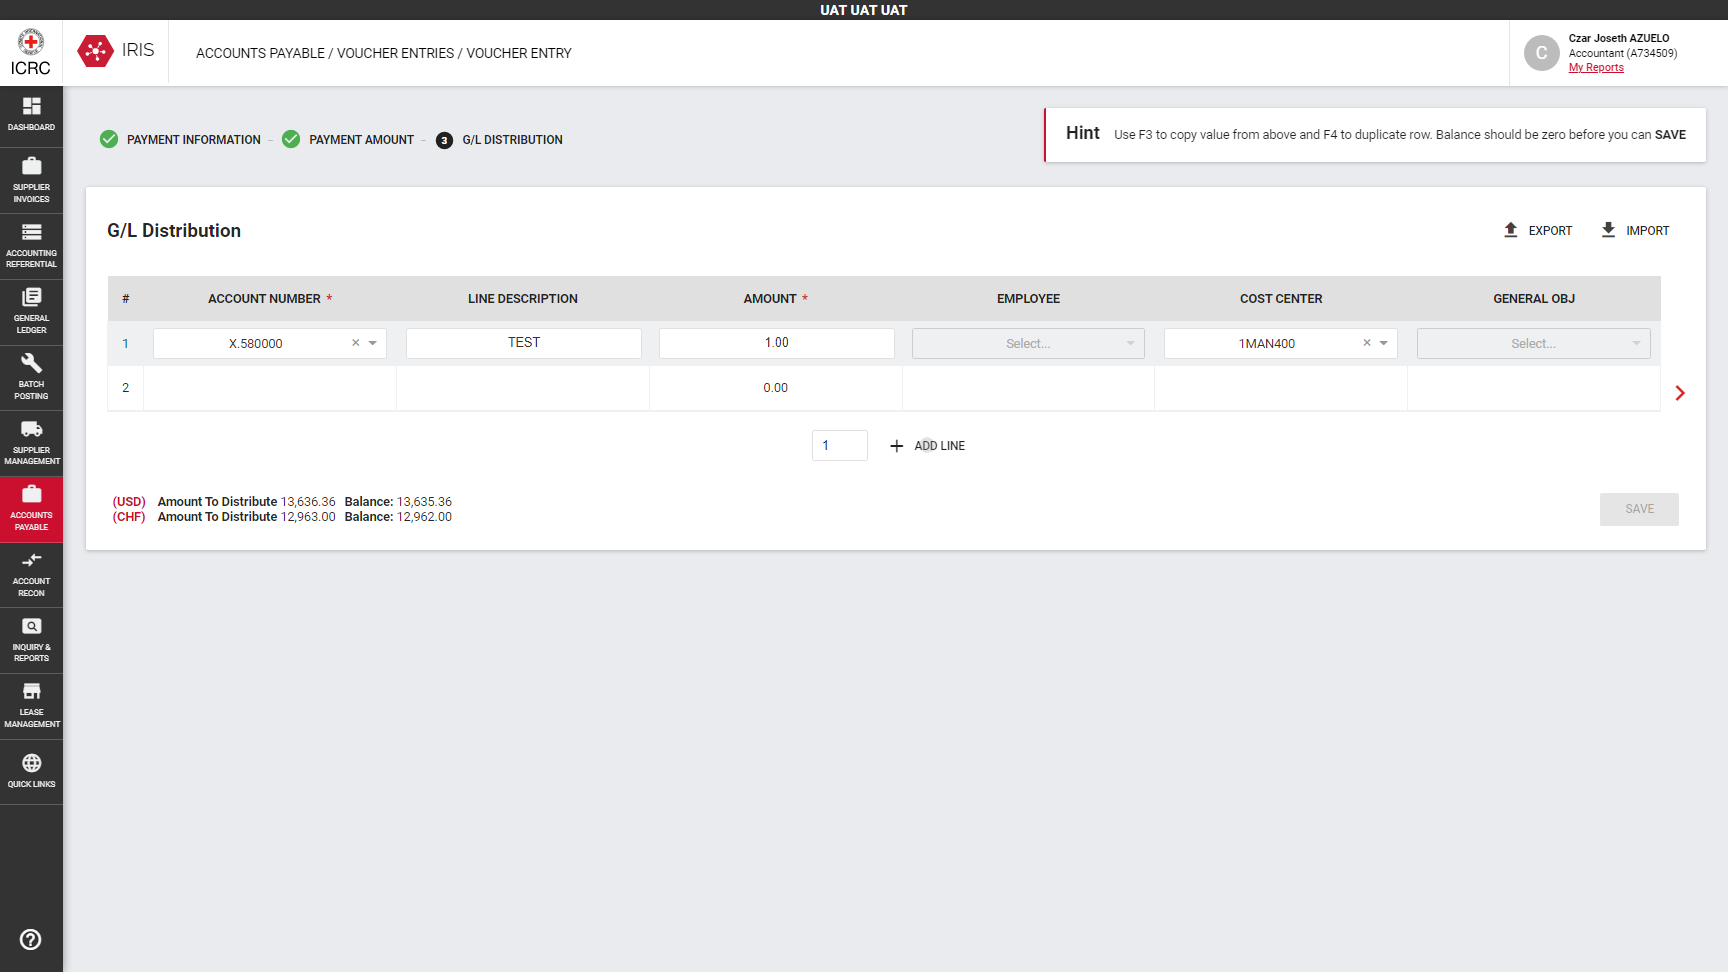 UAT UAT UAT
ICRC
IRIS
ACCOUNTS PAYABLE / VOUCHER ENTRIES / VOUCHER ENTRY
C
Czar Joseth AZUELO
Accountant (A734509)
My Reports
DASHBOARD
SUPPLIER
INVOICES
ACCOUNTING
REFERENTIAL
GENERAL
LEDGER
BATCH
POSTING
SUPPLIER
MANAGEMENT
ACCOUNTS
PAYABLE
ACCOUNT
RECON
INQUIRY &
REPORTS
LEASE
MANAGEMENT
QUICK LINKS
PAYMENT INFORMATION – PAYMENT AMOUNT – 3 G/L DISTRIBUTION
Hint Use F3 to copy value from above and F4 to duplicate row. Balance should be zero before you can SAVE
G/L Distribution
EXPORT IMPORT
# ACCOUNT NUMBER * LINE DESCRIPTION AMOUNT * EMPLOYEE COST CENTER GENERAL OBJ
1 X.580000 × TEST 1.00 Select... 1MAN400 × Select...
2 0.00
1 + ADD LINE
(USD) Amount To Distribute 13,636.36 Balance: 13,635.36
(CHF) Amount To Distribute 12,963.00 Balance: 12,962.00
SAVE